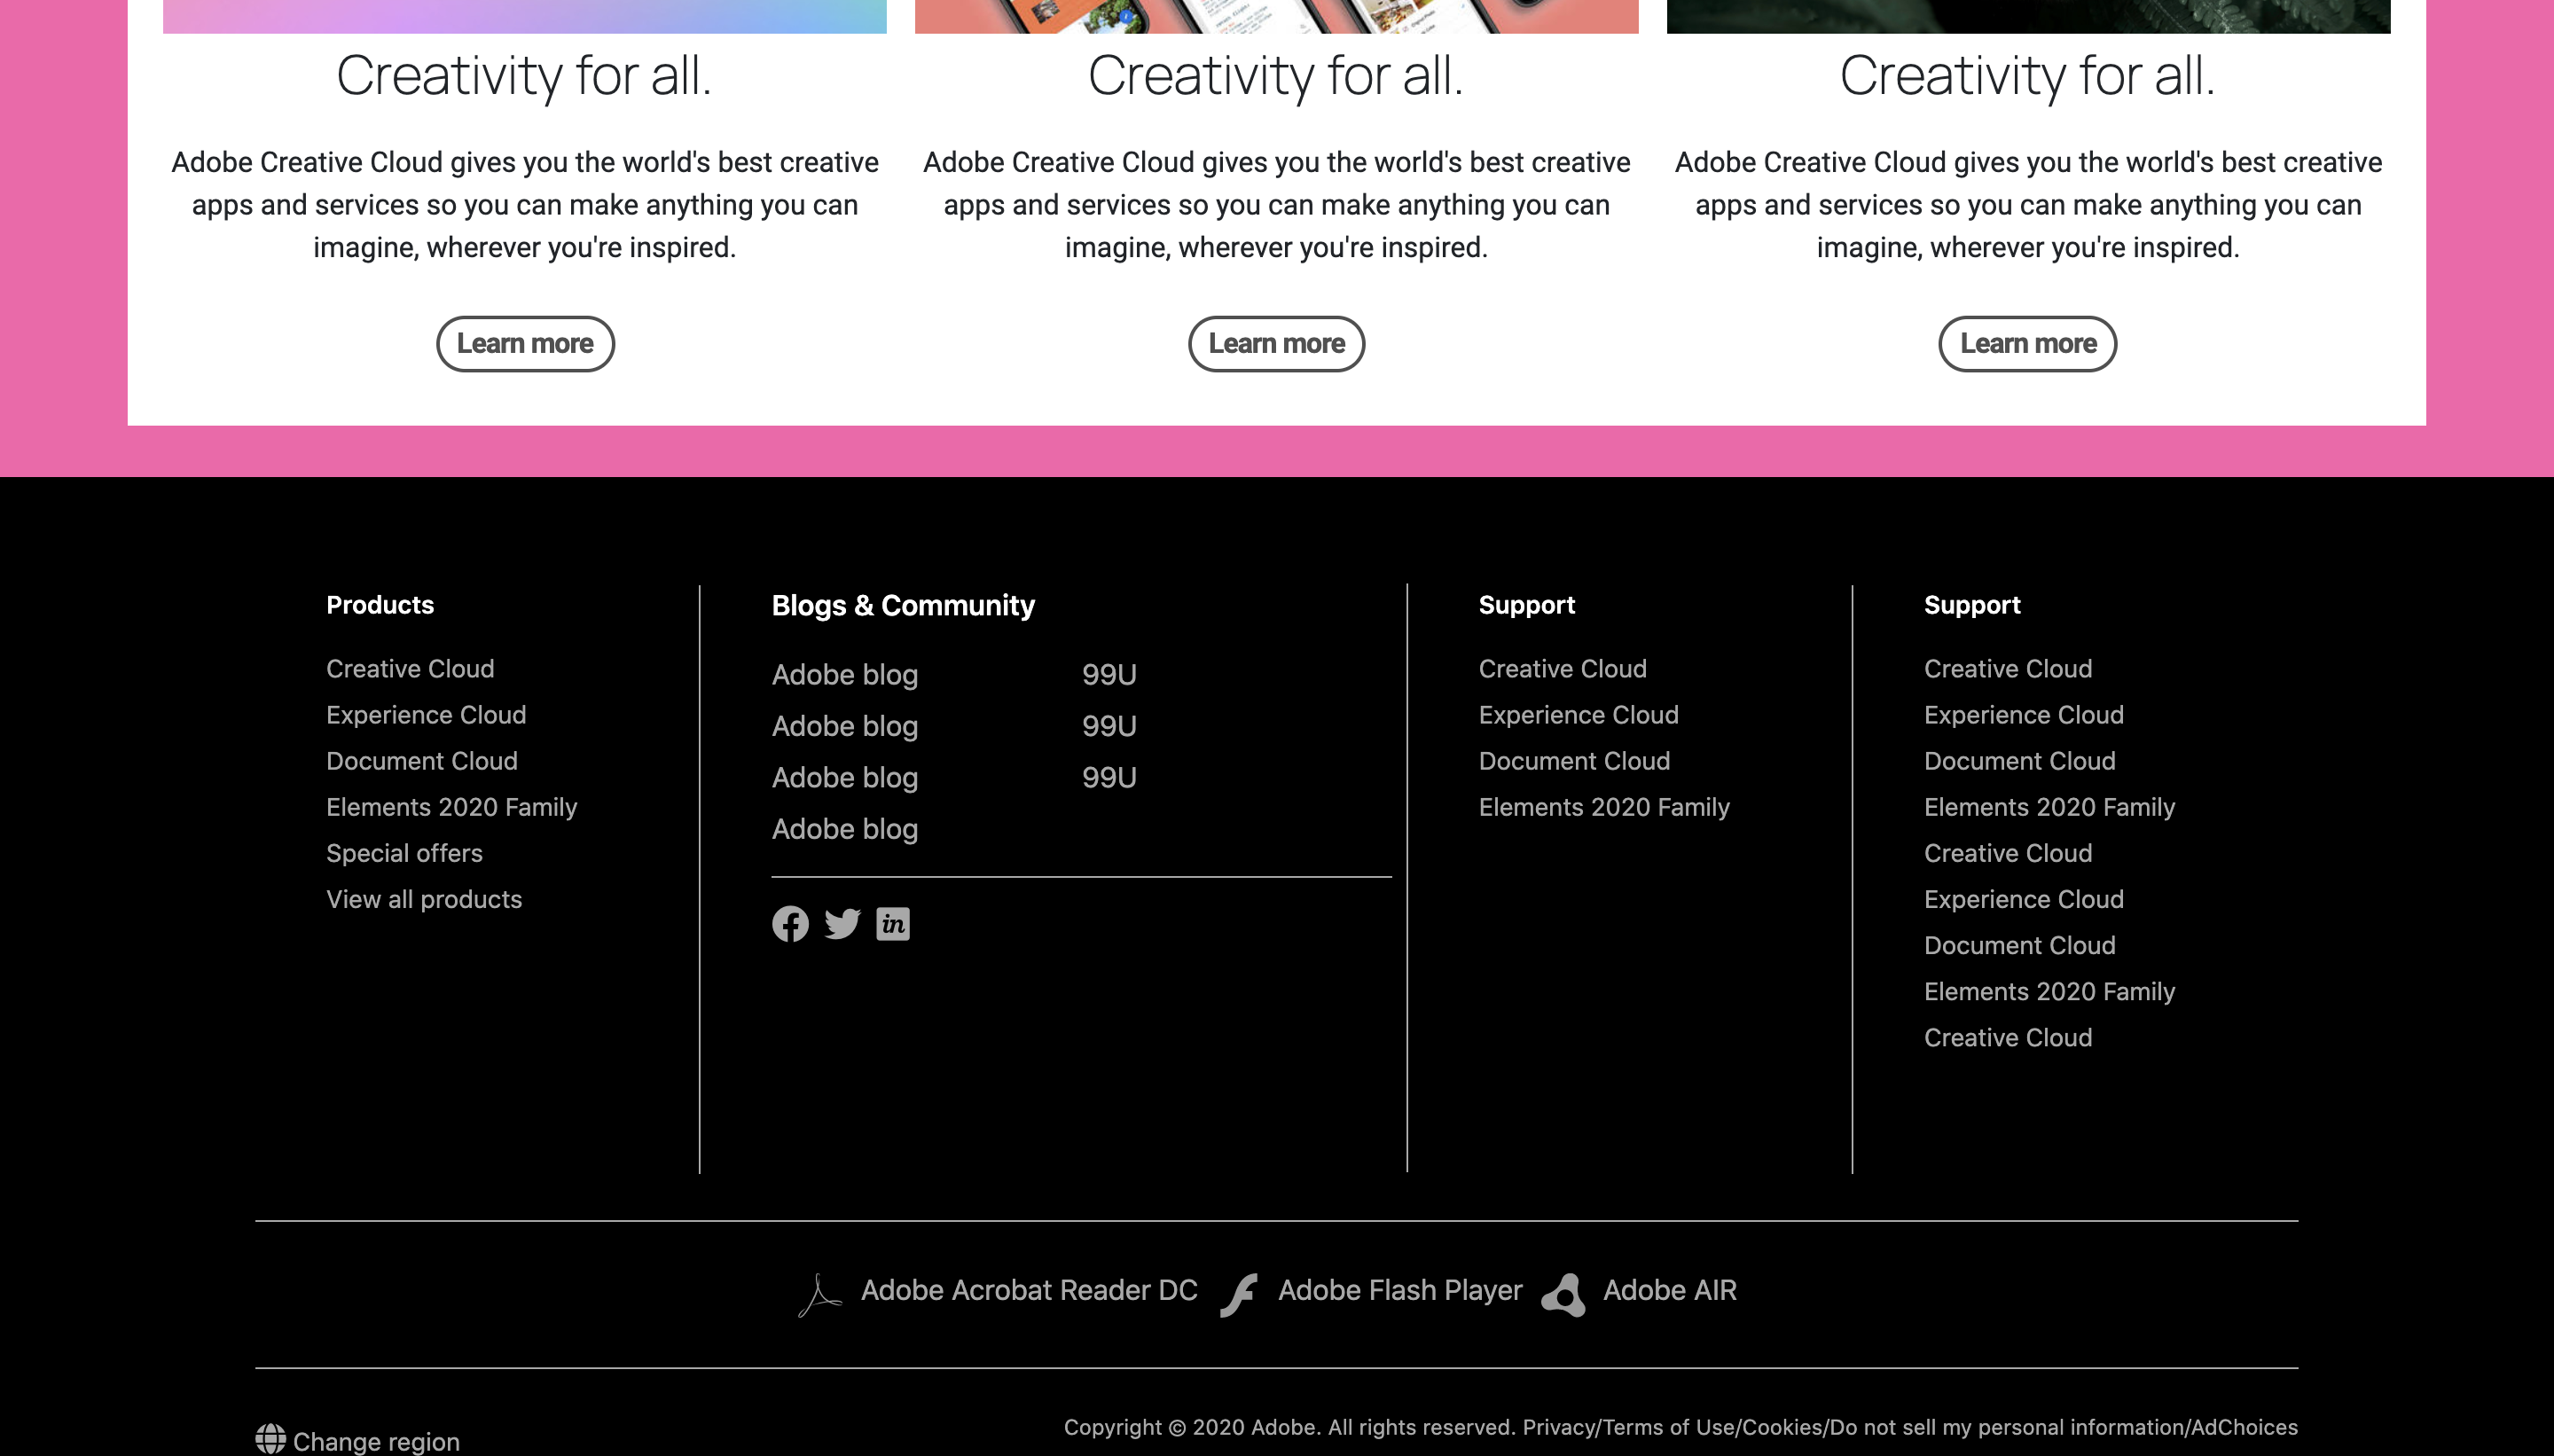 Creativity for all.
Adobe Creative Cloud gives you the world's best creative
apps and services so you can make anything you can
imagine, wherever you're inspired.
Learn more
Creativity for all.
Adobe Creative Cloud gives you the world's best creative
apps and services so you can make anything you can
imagine, wherever you're inspired.
Learn more
Creativity for all.
Adobe Creative Cloud gives you the world's best creative
apps and services so you can make anything you can
imagine, wherever you're inspired.
Learn more
Products
Creative Cloud
Experience Cloud
Document Cloud
Elements 2020 Family
Special offers
View all products
Blogs & Community
Adobe blog
Adobe blog
Adobe blog
Adobe blog
99U
99U
99U
in
Support
Creative Cloud
Experience Cloud
Document Cloud
Elements 2020 Family
Support
Creative Cloud
Experience Cloud
Document Cloud
Elements 2020 Family
Creative Cloud
Experience Cloud
Document Cloud
Elements 2020 Family
Creative Cloud
Adobe Acrobat Reader DC
Adobe Flash Player
Adobe AIR
Change region
Copyright © 2020 Adobe. All rights reserved. Privacy/Terms of Use/Cookies/Do not sell my personal information/AdChoices